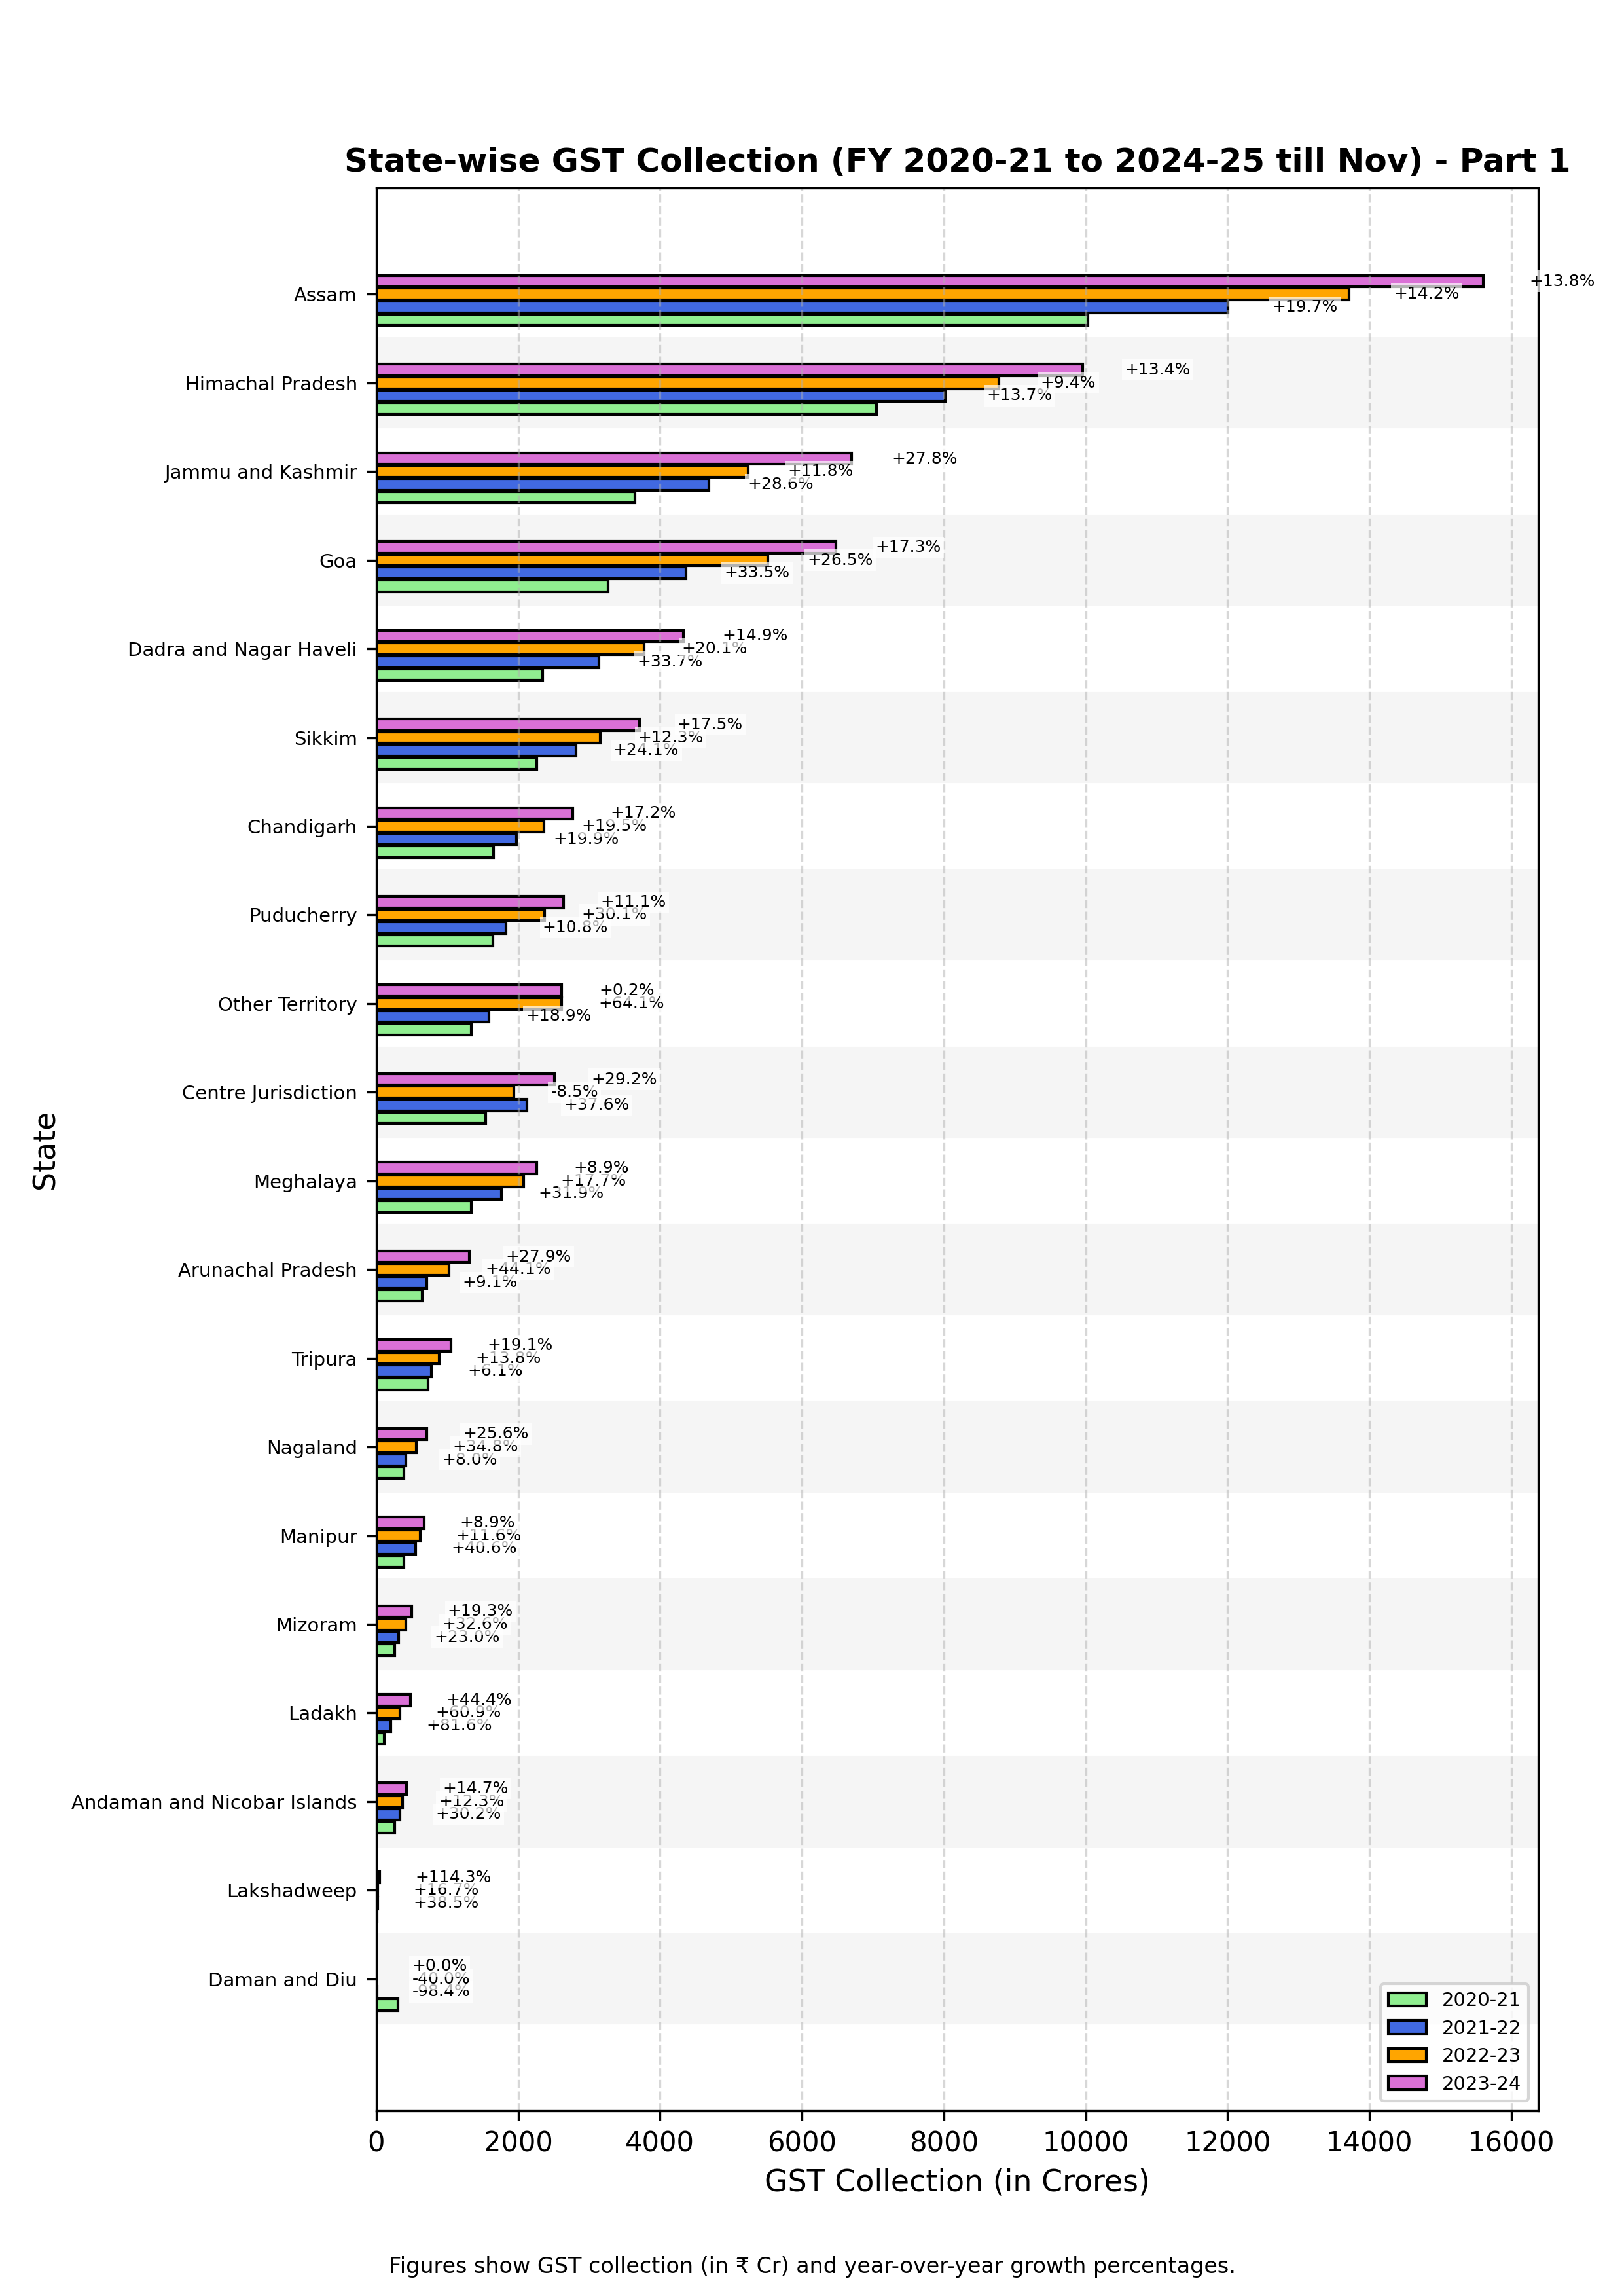 State-wise GST Collection (FY 2020-21 to 2024-25 till Nov) - Part 1
State
Assam
+13.8%
+14.2%
+19.7%
Himachal Pradesh
+13.4%
+9.4%
+13.7%
Jammu and Kashmir
+27.8%
+11.8%
+28.6%
Goa
+17.3%
+26.5%
+33.5%
Dadra and Nagar Haveli
+14.9%
+20.1%
+33.7%
Sikkim
+17.5%
+12.3%
+24.1%
Chandigarh
+17.2%
+19.5%
+19.9%
Puducherry
+11.1%
+30.1%
+10.8%
Other Territory
+0.2%
+64.1%
+18.9%
Centre Jurisdiction
+29.2%
-8.5%
+37.6%
Meghalaya
+8.9%
+17.7%
+31.9%
Arunachal Pradesh
+27.9%
+44.1%
+9.1%
Tripura
+19.1%
+13.8%
+6.1%
Nagaland
+25.6%
+34.8%
+8.0%
Manipur
+8.9%
+11.6%
+40.6%
Mizoram
+19.3%
+32.6%
+23.0%
Ladakh
+44.4%
+60.9%
+81.6%
Andaman and Nicobar Islands
+14.7%
+12.3%
+30.2%
Lakshadweep
+114.3%
+16.7%
+38.5%
Daman and Diu
+0.0%
-40.0%
-98.4%
2020-21
2021-22
2022-23
2023-24
0 2000 4000 6000 8000 10000 12000 14000 16000
GST Collection (in Crores)
Figures show GST collection (in ₹ Cr) and year-over-year growth percentages.